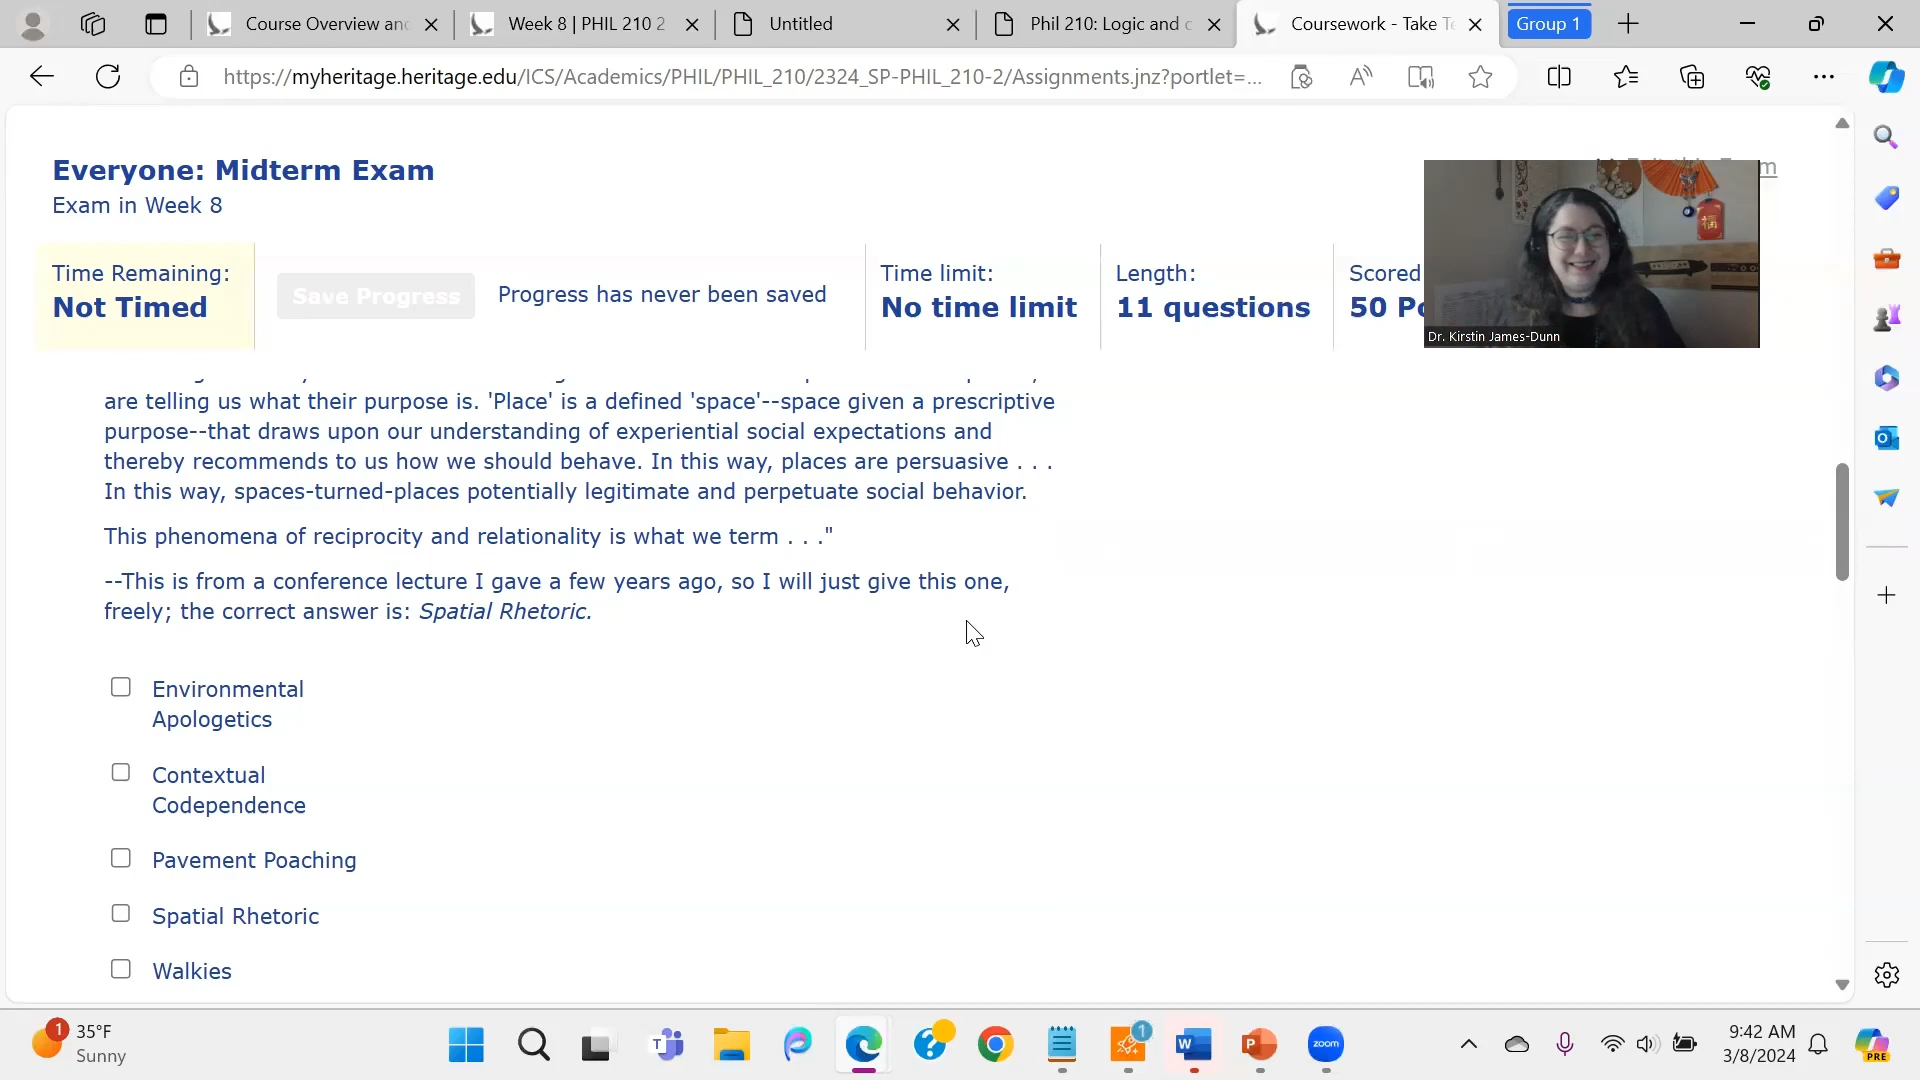 Course Overview and
Week 8 | PHIL 210 2
Untitled
Phil 210: Logic and c
Coursework - Take Te
Group 1
https://myheritage.heritage.edu/ICS/Academics/PHIL/PHIL_210/2324_SP-PHIL_210-2/Assignments.jnz?portlet=...
Everyone: Midterm Exam
Exam in Week 8
Time Remaining:
Not Timed
Save Progress
Progress has never been saved
Time limit:
No time limit
Length:
11 questions
Scored
50 Po
Dr. Kirstin James-Dunn
are telling us what their purpose is. 'Place' is a defined 'space'--space given a prescriptive
purpose--that draws upon our understanding of experiential social expectations and
thereby recommends to us how we should behave. In this way, places are persuasive . . .
In this way, spaces-turned-places potentially legitimate and perpetuate social behavior.
This phenomena of reciprocity and relationality is what we term . . ."
--This is from a conference lecture I gave a few years ago, so I will just give this one,
freely; the correct answer is: Spatial Rhetoric.
Environmental
Apologetics
Contextual
Codependence
Pavement Poaching
Spatial Rhetoric
Walkies
1
35°F
Sunny
1
zoom
9:42 AM
3/8/2024
PRE
福